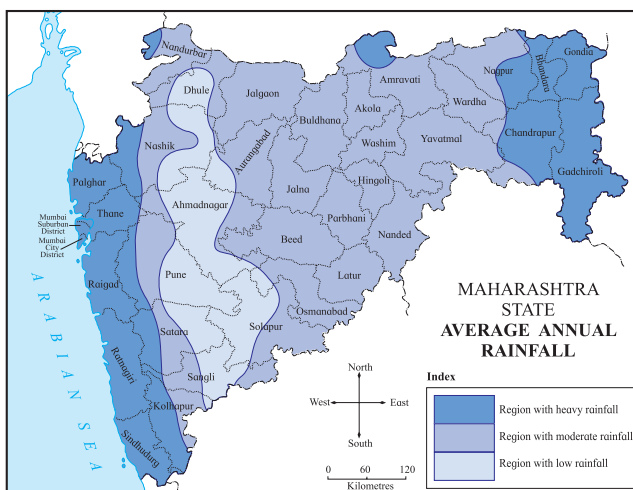 Nandurbar
Dhule
Jalgaon
Buldhana
Akola
Amravati
Wardha
Nagpur
Bhandara
Gondia
Chandrapur
Gadchiroli
Nashik
Aurangabad
Washim
Yavatmal
Hingoli
Jalna
Parbhani
Nanded
Palghar
Thane
Mumbai
Suburban
District
Mumbai
City
District
Ahmadnagar
Beed
Latur
Osmanabad
Raigad
Pune
Satara
Solapur
Sangli
Ratnagiri
Kolhapur
Sindhudurg
ARABIAN SEA
MAHARASHTRA
STATE
AVERAGE ANNUAL
RAINFALL
North
West
East
South
0 60 120
Kilometres
Index
Region with heavy rainfall
Region with moderate rainfall
Region with low rainfall